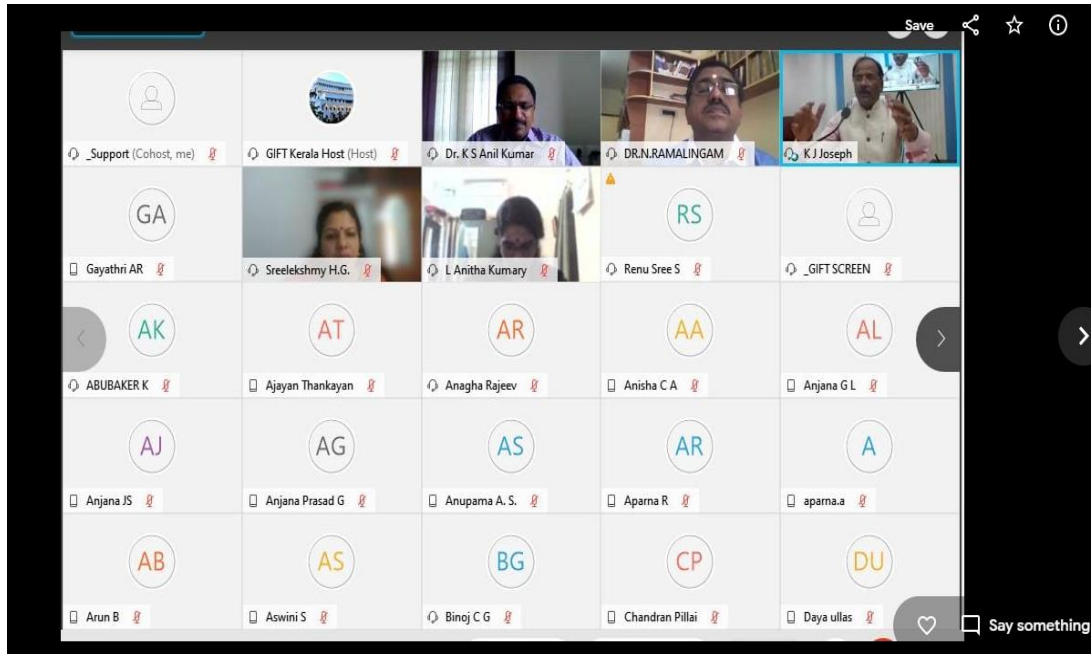 Save
_Support (Cohost, me)
GIFT Kerala Host (Host)
Dr. K S Anil Kumar
DR.N.RAMALINGAM
K J Joseph
GA
RS
Gayathri AR
Sreelekshmy H.G.
L Anitha Kumary
Renu Sree S
_GIFT SCREEN
AK
AT
AR
AA
AL
ABUBAKER K
Ajayan Thankayan
Anagha Rajeev
Anisha C A
Anjana G L
AJ
AG
AS
AR
A
Anjana JS
Anjana Prasad G
Anupama A. S.
Aparna R
aparna.a
AB
AS
BG
CP
DU
Arun B
Aswini S
Binoj C G
Chandran Pillai
Daya ullas
Say something